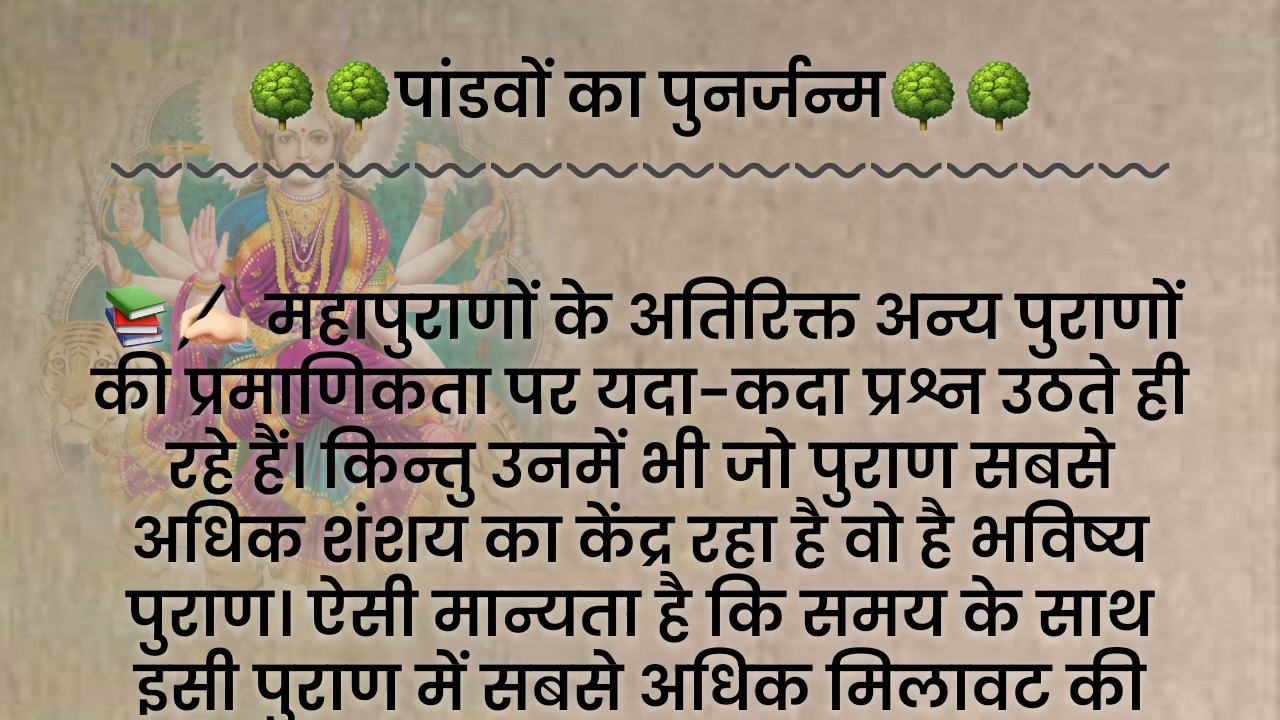 🌳🌳पांडवों का पुनर्जन्म🌳🌳
〰️〰️〰️〰️〰️〰️〰️〰️〰️〰️〰️〰️〰️〰️
📚✍🏻 महापुराणों के अतिरिक्त अन्य पुराणों
की प्रमाणिकता पर यदा-कदा प्रश्न उठते ही
रहे हैं। किन्तु उनमें भी जो पुराण सबसे
अधिक शंशय का केंद्र रहा है वो है भविष्य
पुराण। ऐसी मान्यता है कि समय के साथ
इसी पुराण में सबसे अधिक मिलावट की